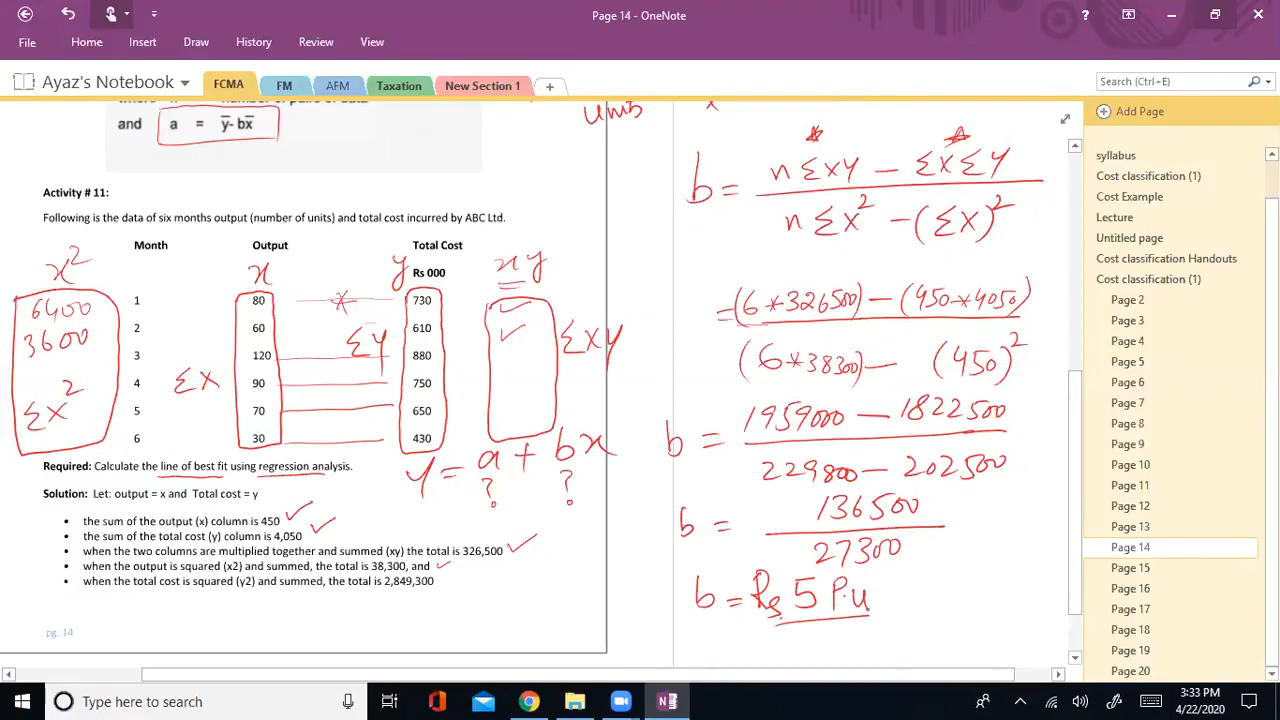 Page 14 - OneNote
?
File Home Insert Draw History Review View
Ayaz's Notebook FCMA FM AFM Taxation New Section 1 +
Search (Ctrl+E)
and a = y̅- bx̅
units x
Activity # 11:
Following is the data of six months output (number of units) and total cost incurred by ABC Ltd.
Month Output Total Cost
x² x y Rs 000 xy
6400 1 80 730
3600 2 60 610
Σy Σxy
3 120 880
Σx² 4 Σx 90 750
5 70 650
6 30 430
y = a + bx
? ?
Required: Calculate the line of best fit using regression analysis.
Solution: Let: output = x and Total cost = y
• the sum of the output (x) column is 450
• the sum of the total cost (y) column is 4,050
• when the two columns are multiplied together and summed (xy) the total is 326,500
• when the output is squared (x2) and summed, the total is 38,300, and
• when the total cost is squared (y2) and summed, the total is 2,849,300
pg. 14
b = nΣxy - ΣxΣy
nΣx² - (Σx)²
= (6*326500) - (450*4050)
(6*38300) - (450)²
b = 1959000 - 1822500
229800 - 202500
b = 136500
27300
b = Rs 5 P.u
Add Page
syllabus
Cost classification (1)
Cost Example
Lecture
Untitled page
Cost classification Handouts
Cost classification (1)
Page 2
Page 3
Page 4
Page 5
Page 6
Page 7
Page 8
Page 9
Page 10
Page 11
Page 12
Page 13
Page 14
Page 15
Page 16
Page 17
Page 18
Page 19
Page 20
Type here to search
3:33 PM
4/22/2020